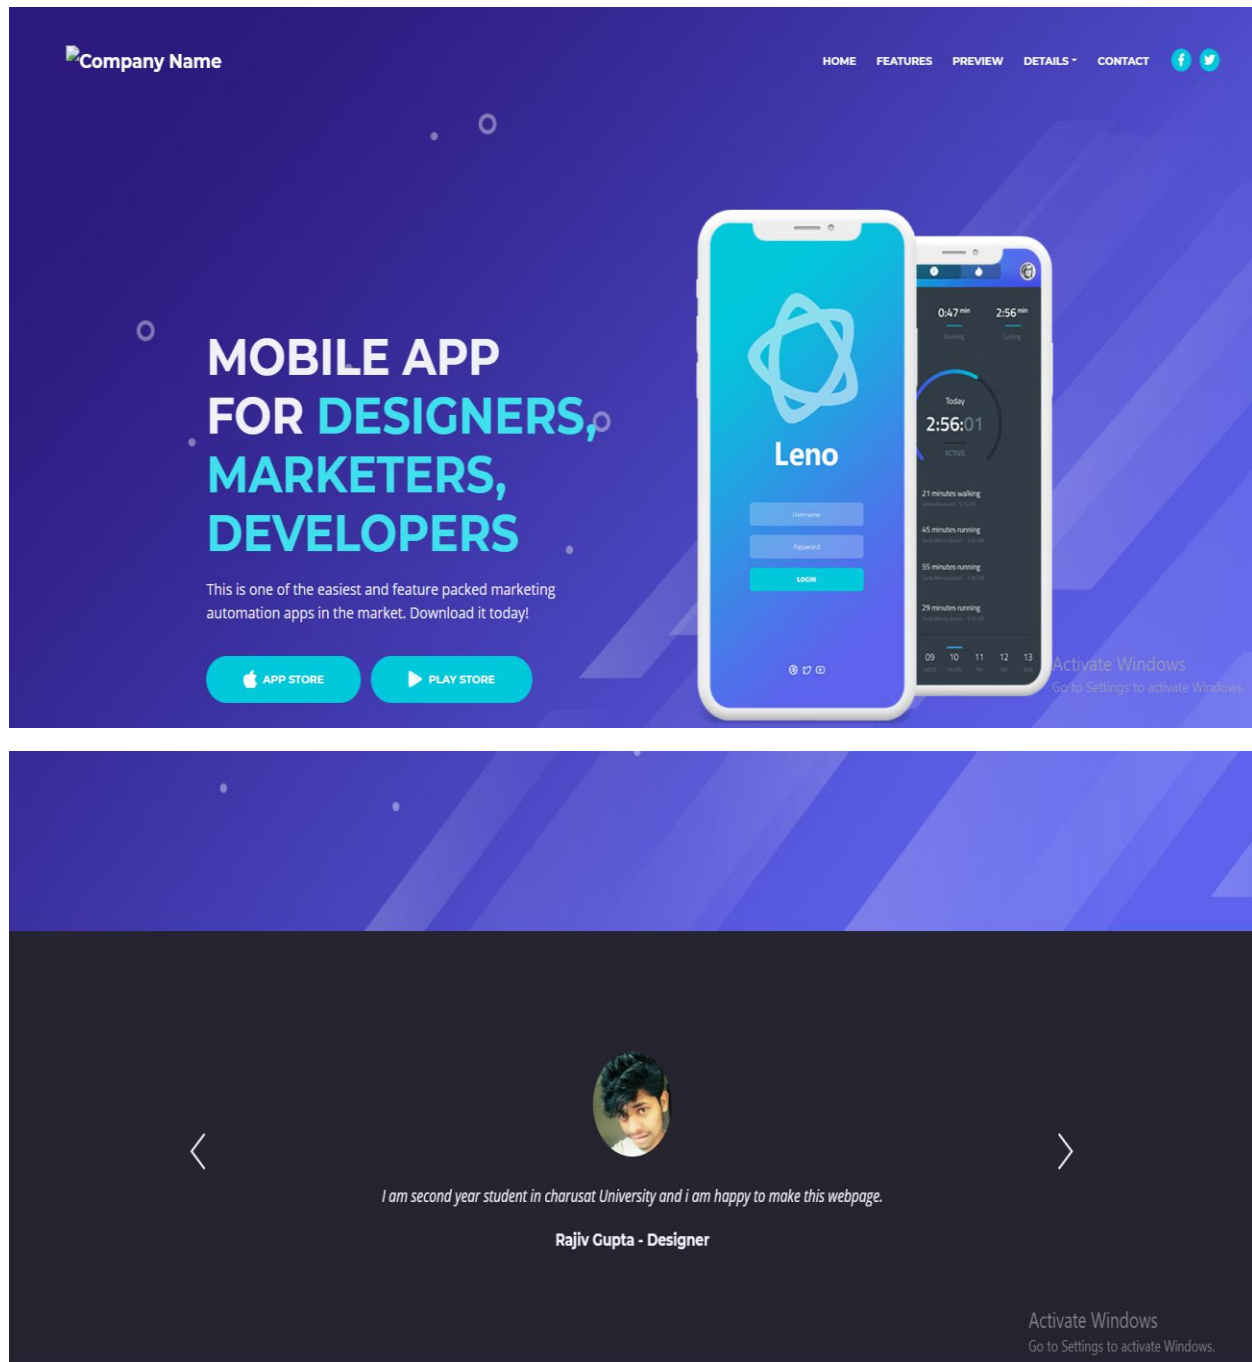 Company Name
HOME FEATURES PREVIEW DETAILS CONTACT
MOBILE APP
FOR DESIGNERS,
MARKETERS,
DEVELOPERS
This is one of the easiest and feature packed marketing
automation apps in the market. Download it today!
APP STORE PLAY STORE
Leno
Username
Password
LOGIN
0:47 min 2:56 min
Running Cycling
Today
2:56:01
ACTIVE
21 minutes walking
45 minutes running
55 minutes running
29 minutes running
09 10 11 12 13
Activate Windows
Go to Settings to activate Windows.
I am second year student in charusat University and i am happy to make this webpage.
Rajiv Gupta - Designer
Activate Windows
Go to Settings to activate Windows.